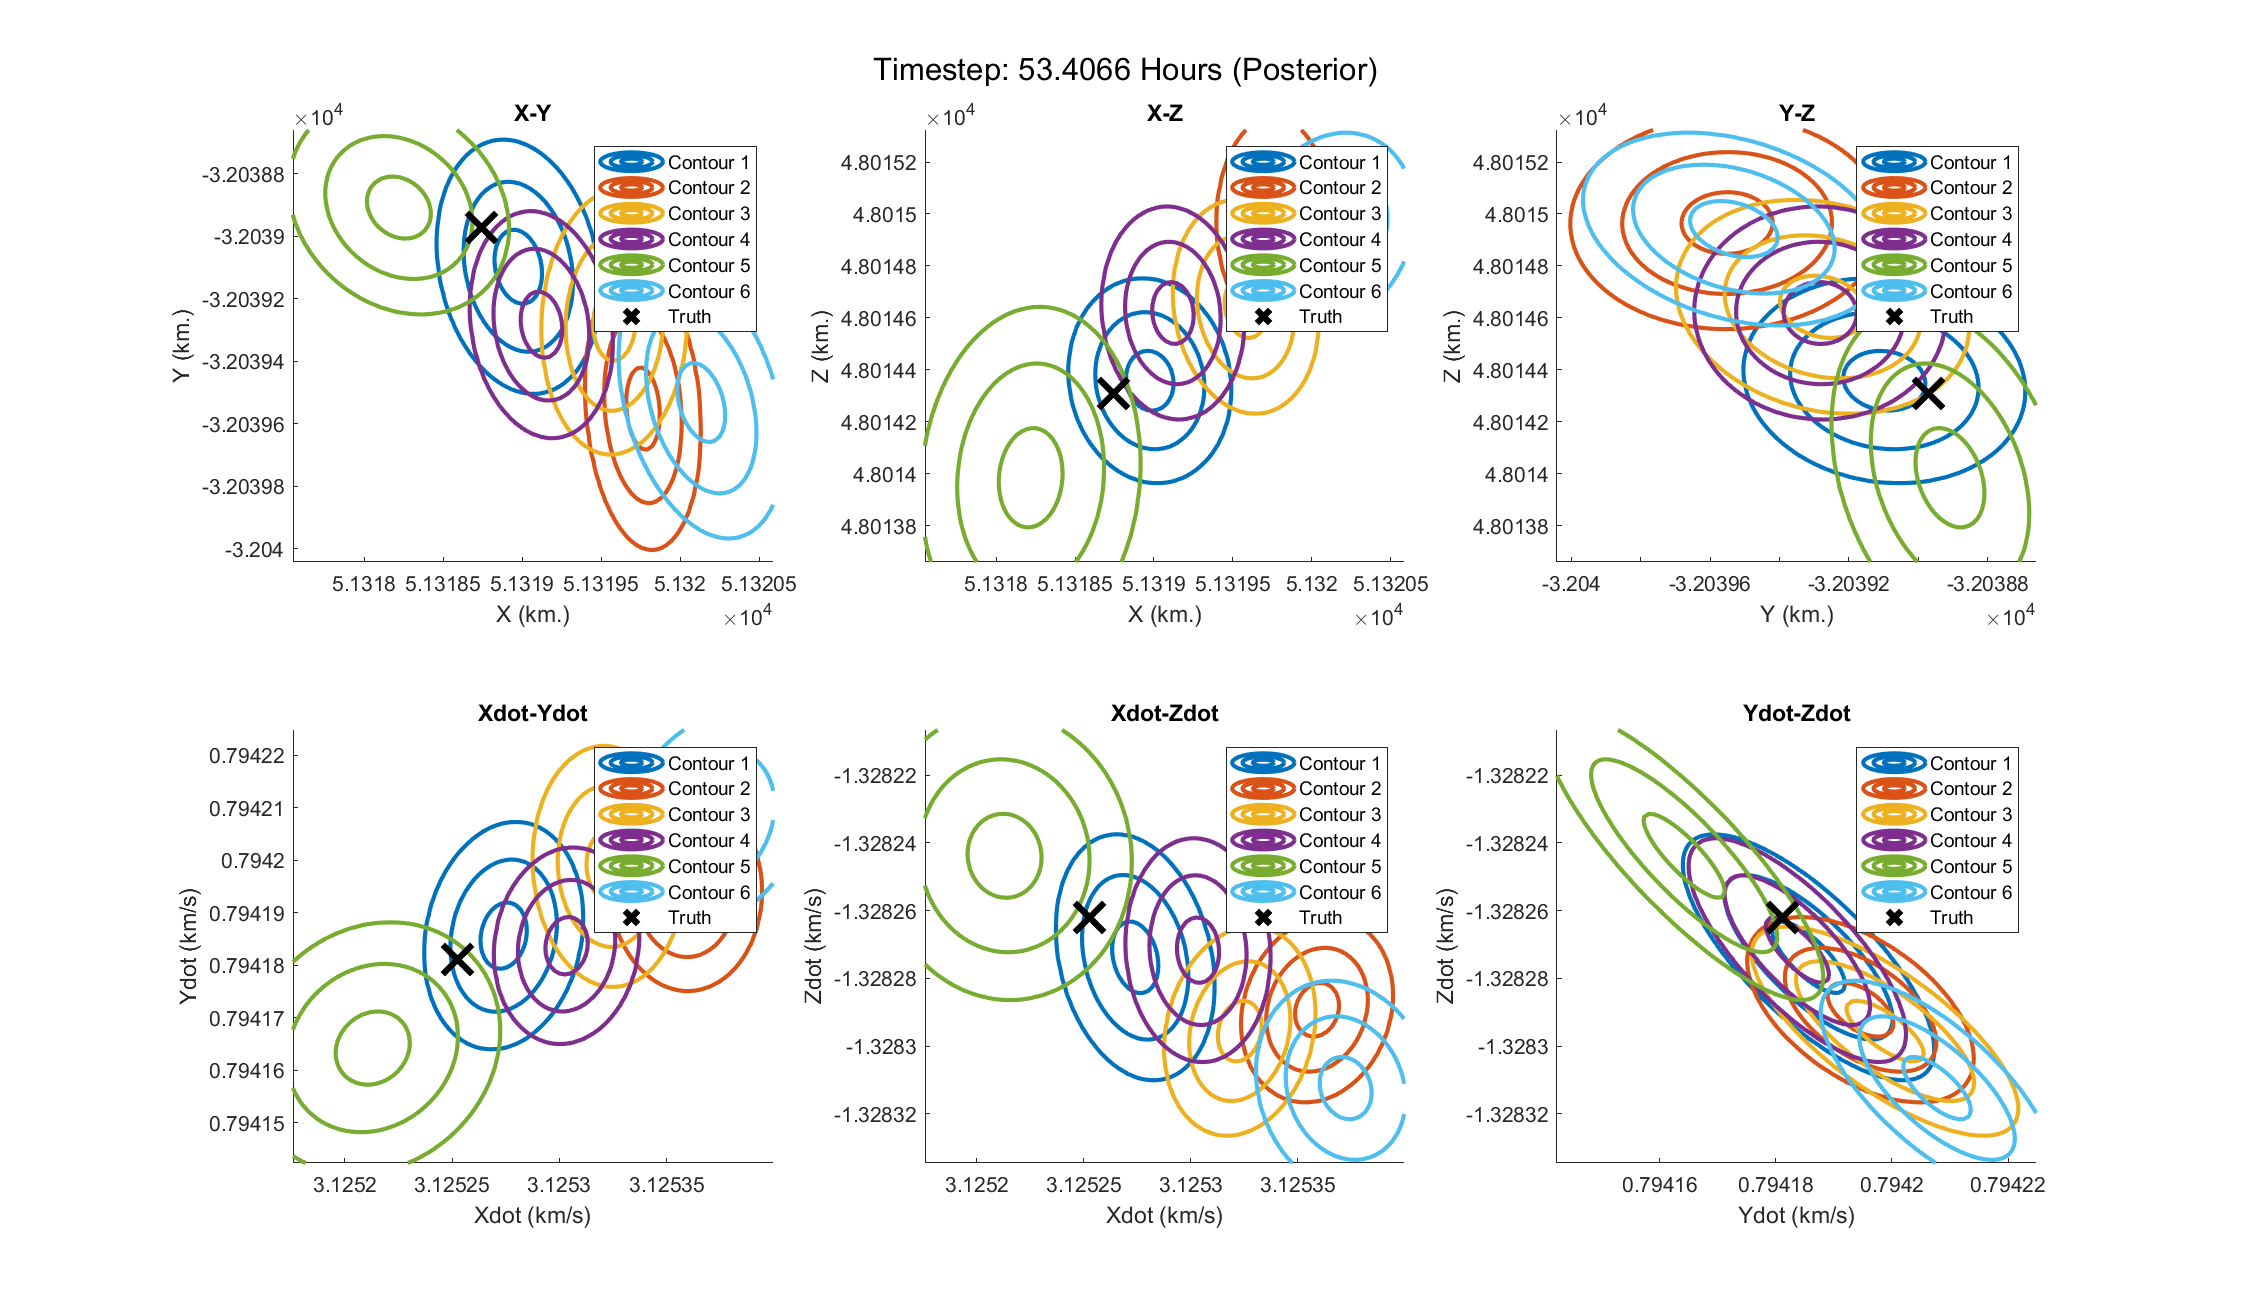 Timestep: 53.4066 Hours (Posterior)
X-Y
×10⁴
-3.20388
-3.2039
-3.20392
-3.20394
-3.20396
-3.20398
-3.204
Y (km.)
5.1318 5.13185 5.1319 5.13195 5.132 5.13205
X (km.)
×10⁴
Contour 1
Contour 2
Contour 3
Contour 4
Contour 5
Contour 6
Truth
X-Z
×10⁴
4.80152
4.8015
4.80148
4.80146
4.80144
4.80142
4.8014
4.80138
Z (km.)
5.1318 5.13185 5.1319 5.13195 5.132 5.13205
X (km.)
×10⁴
Contour 1
Contour 2
Contour 3
Contour 4
Contour 5
Contour 6
Truth
Y-Z
×10⁴
4.80152
4.8015
4.80148
4.80146
4.80144
4.80142
4.8014
4.80138
Z (km.)
-3.204 -3.20396 -3.20392 -3.20388
Y (km.)
×10⁴
Contour 1
Contour 2
Contour 3
Contour 4
Contour 5
Contour 6
Truth
Xdot-Ydot
0.79422
0.79421
0.7942
0.79419
0.79418
0.79417
0.79416
0.79415
Ydot (km/s)
3.1252 3.12525 3.1253 3.12535
Xdot (km/s)
Contour 1
Contour 2
Contour 3
Contour 4
Contour 5
Contour 6
Truth
Xdot-Zdot
-1.32822
-1.32824
-1.32826
-1.32828
-1.3283
-1.32832
Zdot (km/s)
3.1252 3.12525 3.1253 3.12535
Xdot (km/s)
Contour 1
Contour 2
Contour 3
Contour 4
Contour 5
Contour 6
Truth
Ydot-Zdot
-1.32822
-1.32824
-1.32826
-1.32828
-1.3283
-1.32832
Zdot (km/s)
0.79416 0.79418 0.7942 0.79422
Ydot (km/s)
Contour 1
Contour 2
Contour 3
Contour 4
Contour 5
Contour 6
Truth